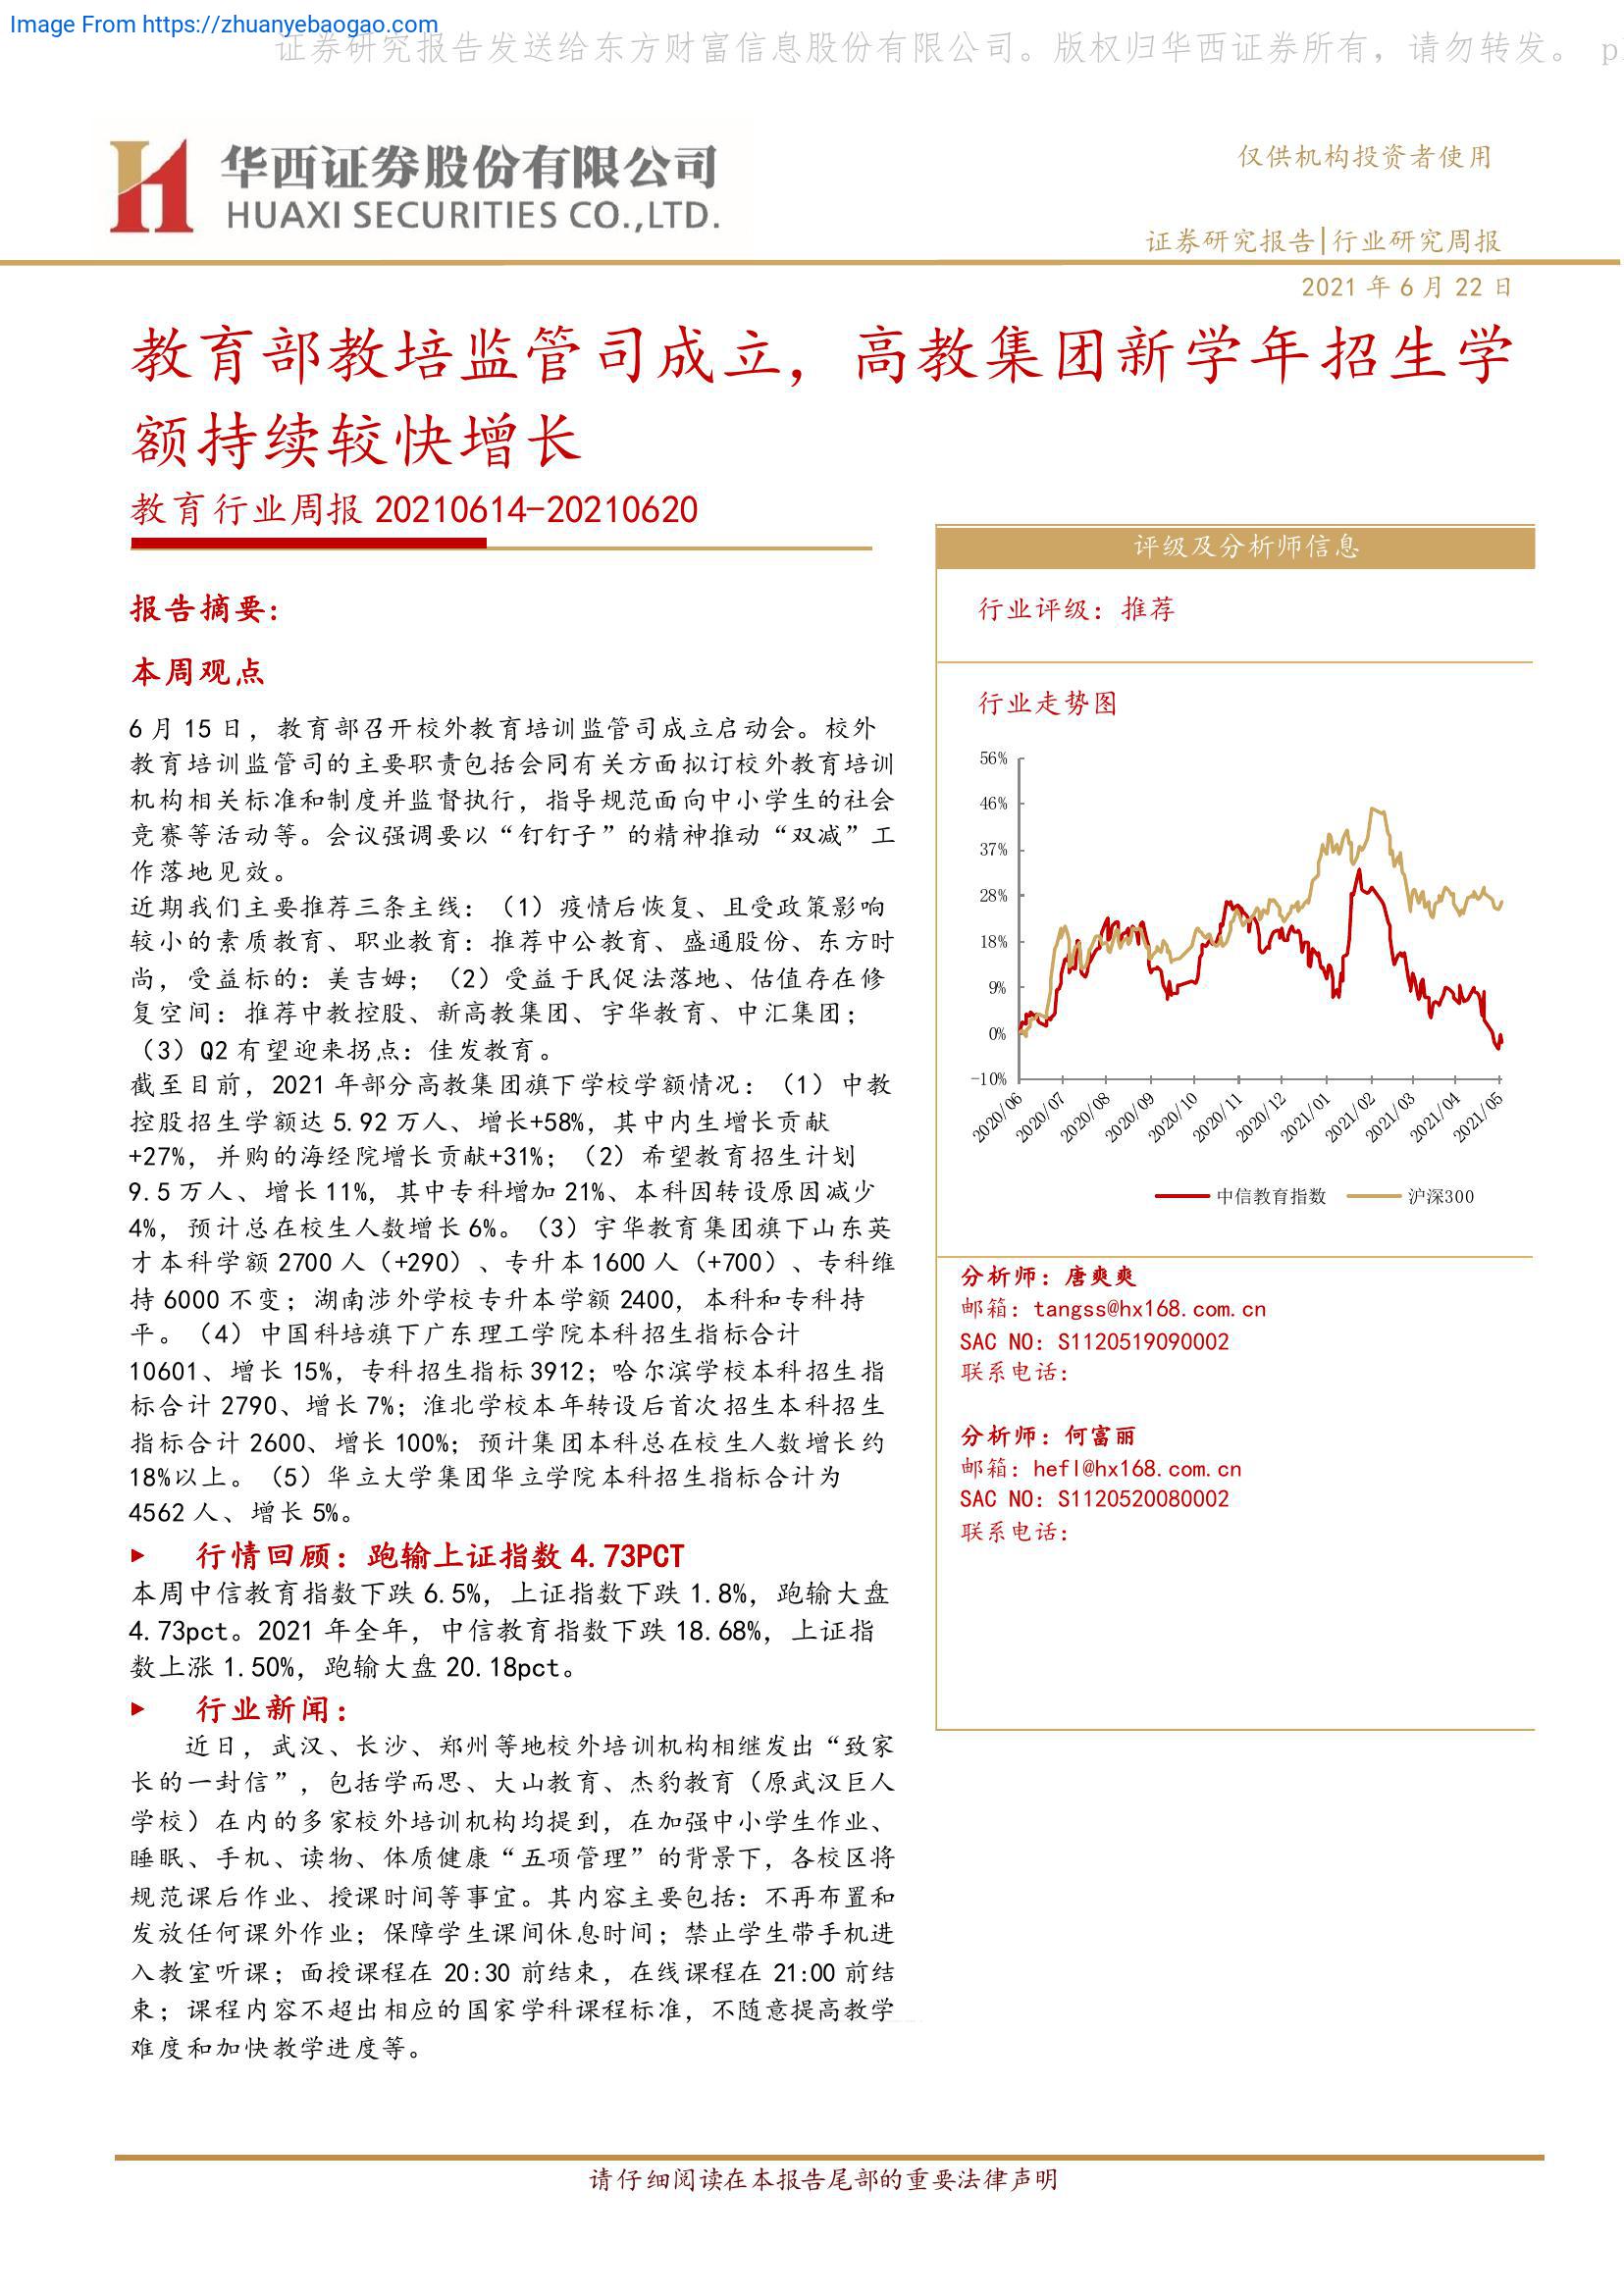 Image From https://zhuanyebaogao.com
证券研究报告发送给东方财富信息股份有限公司。版权归华西证券所有，请勿转发。 p
华西证券股份有限公司
HUAXI SECURITIES CO.,LTD.
仅供机构投资者使用
证券研究报告|行业研究周报
2021 年 6 月 22 日
教育部教培监管司成立，高教集团新学年招生学
额持续较快增长
教育行业周报 20210614-20210620
报告摘要:
本周观点
6 月 15 日，教育部召开校外教育培训监管司成立启动会。校外
教育培训监管司的主要职责包括会同有关方面拟订校外教育培训
机构相关标准和制度并监督执行，指导规范面向中小学生的社会
竞赛等活动等。会议强调要以“钉钉子”的精神推动“双减”工
作落地见效。
近期我们主要推荐三条主线：（1）疫情后恢复、且受政策影响
较小的素质教育、职业教育：推荐中公教育、盛通股份、东方时
尚，受益标的：美吉姆；（2）受益于民促法落地、估值存在修
复空间：推荐中教控股、新高教集团、宇华教育、中汇集团；
（3）Q2 有望迎来拐点：佳发教育。
截至目前，2021 年部分高教集团旗下学校学额情况：（1）中教
控股招生学额达 5.92 万人、增长+58%，其中内生增长贡献
+27%，并购的海经院增长贡献+31%；（2）希望教育招生计划
9.5 万人、增长 11%，其中专科增加 21%、本科因转设原因减少
4%，预计总在校生人数增长 6%。（3）宇华教育集团旗下山东英
才本科学额 2700 人（+290）、专升本 1600 人（+700）、专科维
持 6000 不变；湖南涉外学校专升本学额 2400，本科和专科持
平。（4）中国科培旗下广东理工学院本科招生指标合计
10601、增长 15%，专科招生指标 3912；哈尔滨学校本科招生指
标合计 2790、增长 7%；淮北学校本年转设后首次招生本科招生
指标合计 2600、增长 100%；预计集团本科总在校生人数增长约
18%以上。（5）华立大学集团华立学院本科招生指标合计为
4562 人、增长 5%。
行情回顾：跑输上证指数 4.73PCT
本周中信教育指数下跌 6.5%，上证指数下跌 1.8%，跑输大盘
4.73pct。2021 年全年，中信教育指数下跌 18.68%，上证指
数上涨 1.50%，跑输大盘 20.18pct。
行业新闻：
近日，武汉、长沙、郑州等地校外培训机构相继发出“致家
长的一封信”，包括学而思、大山教育、杰豹教育（原武汉巨人
学校）在内的多家校外培训机构均提到，在加强中小学生作业、
睡眠、手机、读物、体质健康“五项管理”的背景下，各校区将
规范课后作业、授课时间等事宜。其内容主要包括：不再布置和
发放任何课外作业；保障学生课间休息时间；禁止学生带手机进
入教室听课；面授课程在 20:30 前结束，在线课程在 21:00 前结
束；课程内容不超出相应的国家学科课程标准，不随意提高教学
难度和加快教学进度等。
评级及分析师信息
行业评级：推荐
行业走势图
56%
46%
37%
28%
18%
9%
0%
-10%
2020/06
2020/07
2020/08
2020/09
2020/10
2020/11
2020/12
2021/01
2021/02
2021/03
2021/04
2021/05
中信教育指数 沪深300
分析师：唐爽爽
邮箱：tangss@hx168.com.cn
SAC NO：S1120519090002
联系电话：
分析师：何富丽
邮箱：hefl@hx168.com.cn
SAC NO：S1120520080002
联系电话：
请仔细阅读在本报告尾部的重要法律声明